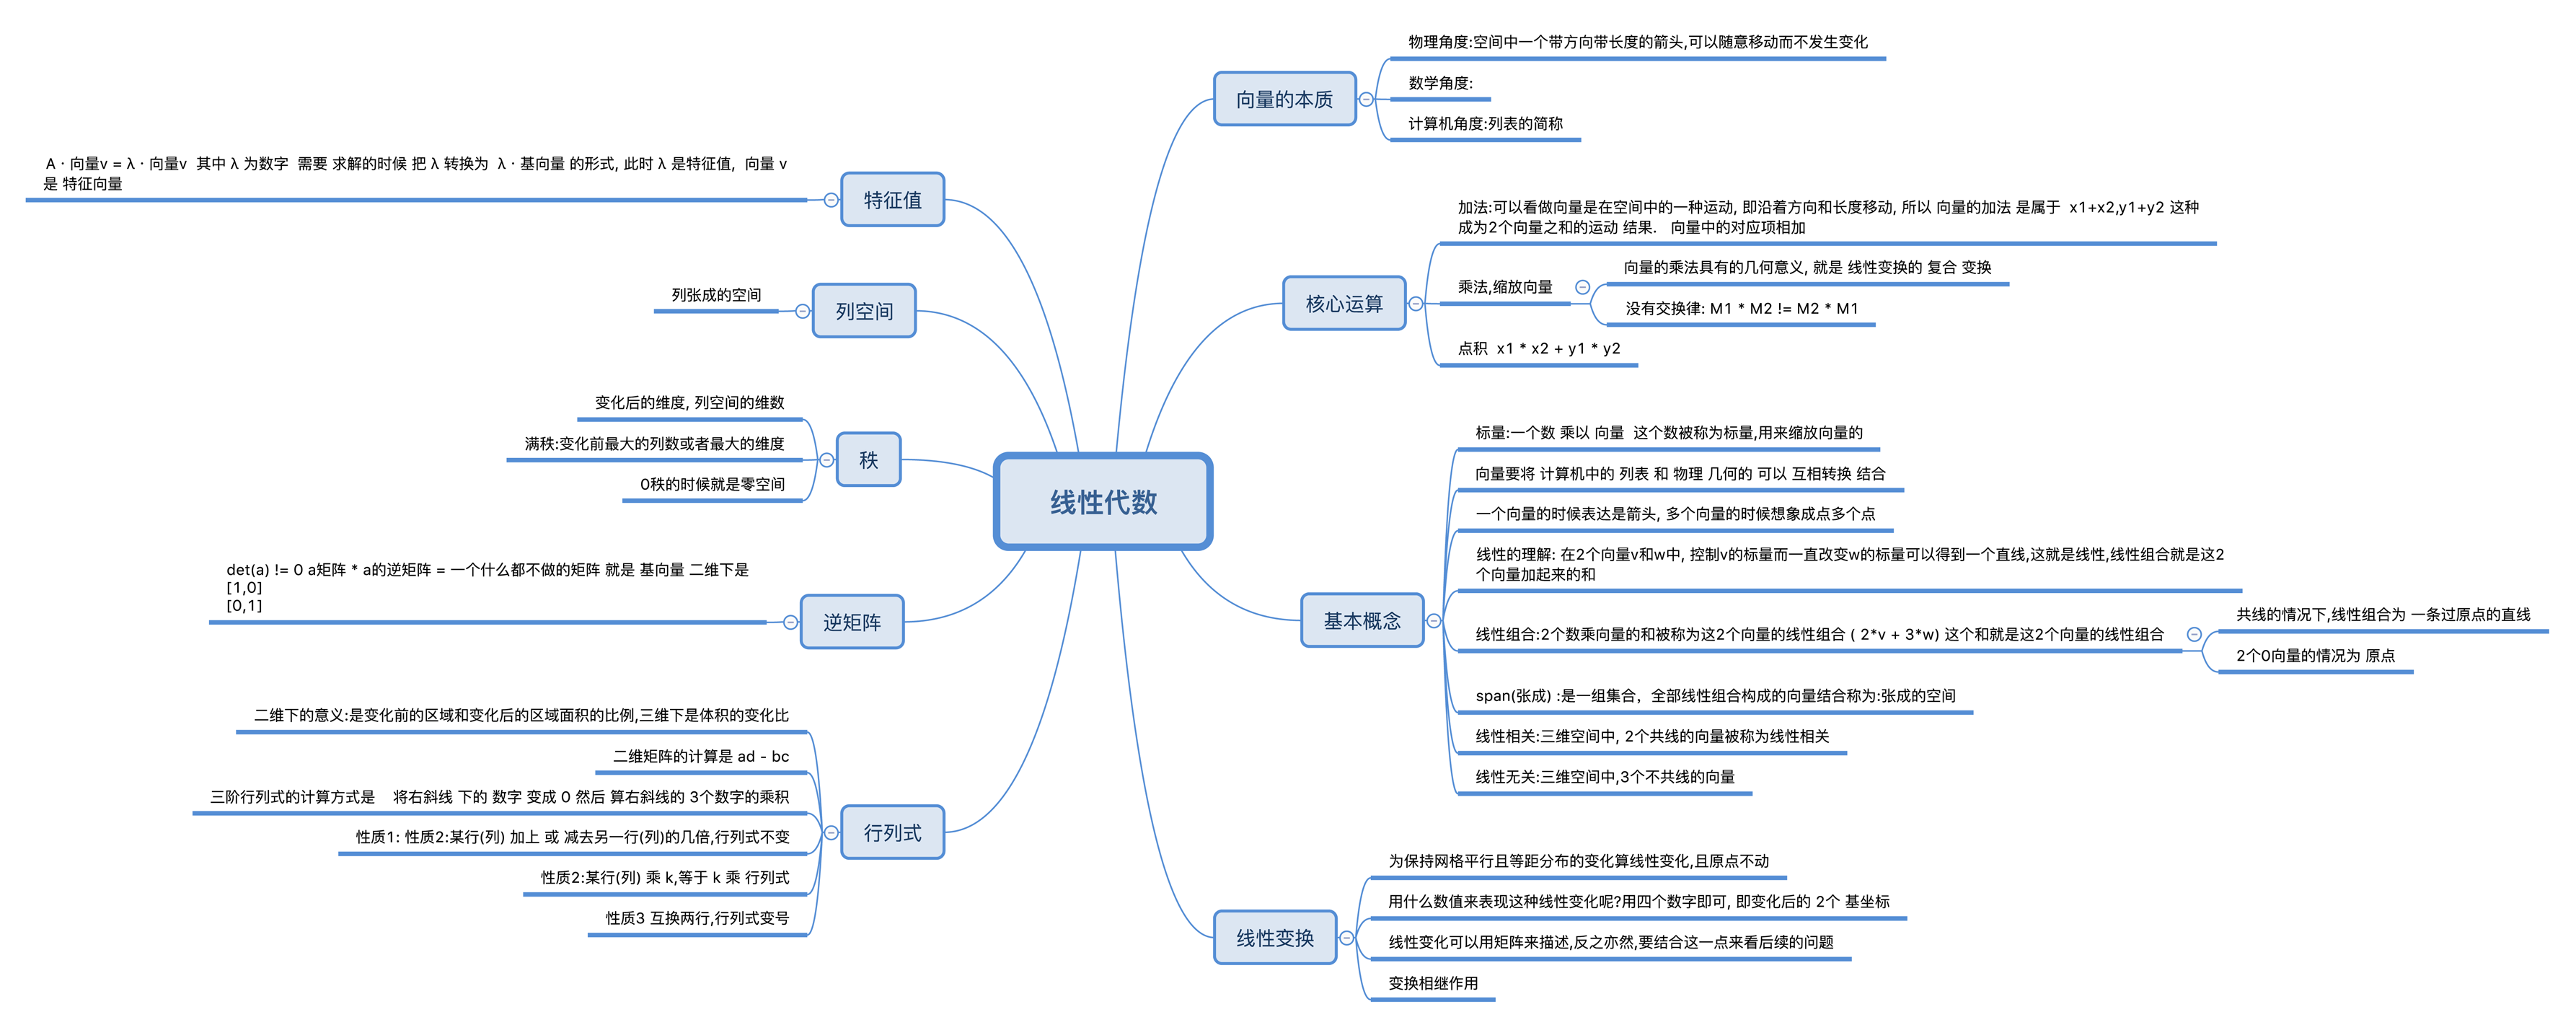 线性代数
向量的本质
物理角度:空间中一个带方向带长度的箭头,可以随意移动而不发生变化
数学角度:
计算机角度:列表的简称
核心运算
加法:可以看做向量是在空间中的一种运动, 即沿着方向和长度移动, 所以 向量的加法 是属于 x1+x2,y1+y2 这种
成为2个向量之和的运动 结果. 向量中的对应项相加
乘法,缩放向量
向量的乘法具有的几何意义, 就是 线性变换的 复合 变换
没有交换律: M1 * M2 != M2 * M1
点积 x1 * x2 + y1 * y2
基本概念
标量:一个数 乘以 向量 这个数被称为标量,用来缩放向量的
向量要将 计算机中的 列表 和 物理 几何的 可以 互相转换 结合
一个向量的时候表达是箭头, 多个向量的时候想象成点多个点
线性的理解: 在2个向量v和w中, 控制v的标量而一直改变w的标量可以得到一个直线,这就是线性,线性组合就是这2
个向量加起来的和
线性组合:2个数乘向量的和被称为这2个向量的线性组合 ( 2*v + 3*w) 这个和就是这2个向量的线性组合
共线的情况下,线性组合为 一条过原点的直线
2个0向量的情况为 原点
span(张成) :是一组集合, 全部线性组合构成的向量结合称为:张成的空间
线性相关:三维空间中, 2个共线的向量被称为线性相关
线性无关:三维空间中,3个不共线的向量
线性变换
为保持网格平行且等距分布的变化算线性变化,且原点不动
用什么数值来表现这种线性变化呢?用四个数字即可, 即变化后的 2个 基坐标
线性变化可以用矩阵来描述,反之亦然,要结合这一点来看后续的问题
变换相继作用
特征值
A · 向量v = λ · 向量v 其中 λ 为数字 需要 求解的时候 把 λ 转换为 λ · 基向量 的形式, 此时 λ 是特征值, 向量 v
是 特征向量
列空间
列张成的空间
秩
变化后的维度, 列空间的维数
满秩:变化前最大的列数或者最大的维度
0秩的时候就是零空间
逆矩阵
det(a) != 0 a矩阵 * a的逆矩阵 = 一个什么都不做的矩阵 就是 基向量 二维下是
[1,0]
[0,1]
行列式
二维下的意义:是变化前的区域和变化后的区域面积的比例,三维下是体积的变化比
二维矩阵的计算是 ad - bc
三阶行列式的计算方式是 将右斜线 下的 数字 变成 0 然后 算右斜线的 3个数字的乘积
性质1: 性质2:某行(列) 加上 或 减去另一行(列)的几倍,行列式不变
性质2:某行(列) 乘 k,等于 k 乘 行列式
性质3 互换两行,行列式变号